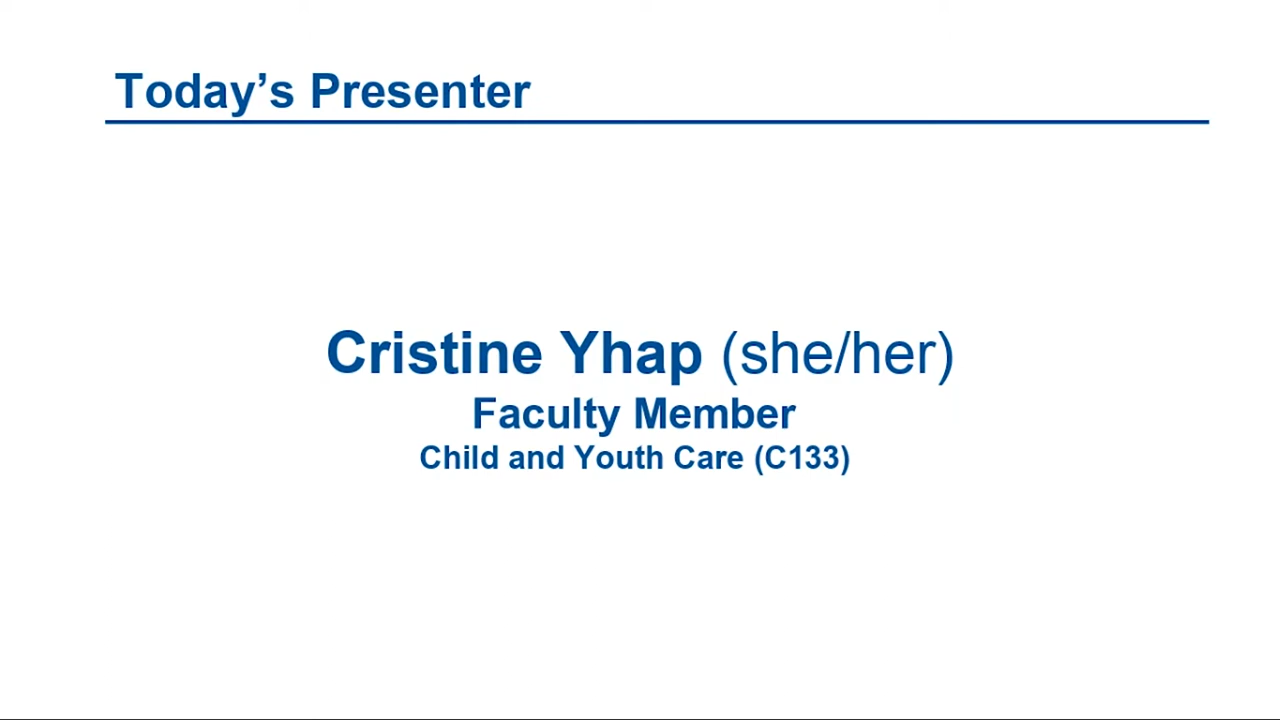 Today’s Presenter
Cristine Yhap (she/her)
Faculty Member
Child and Youth Care (C133)